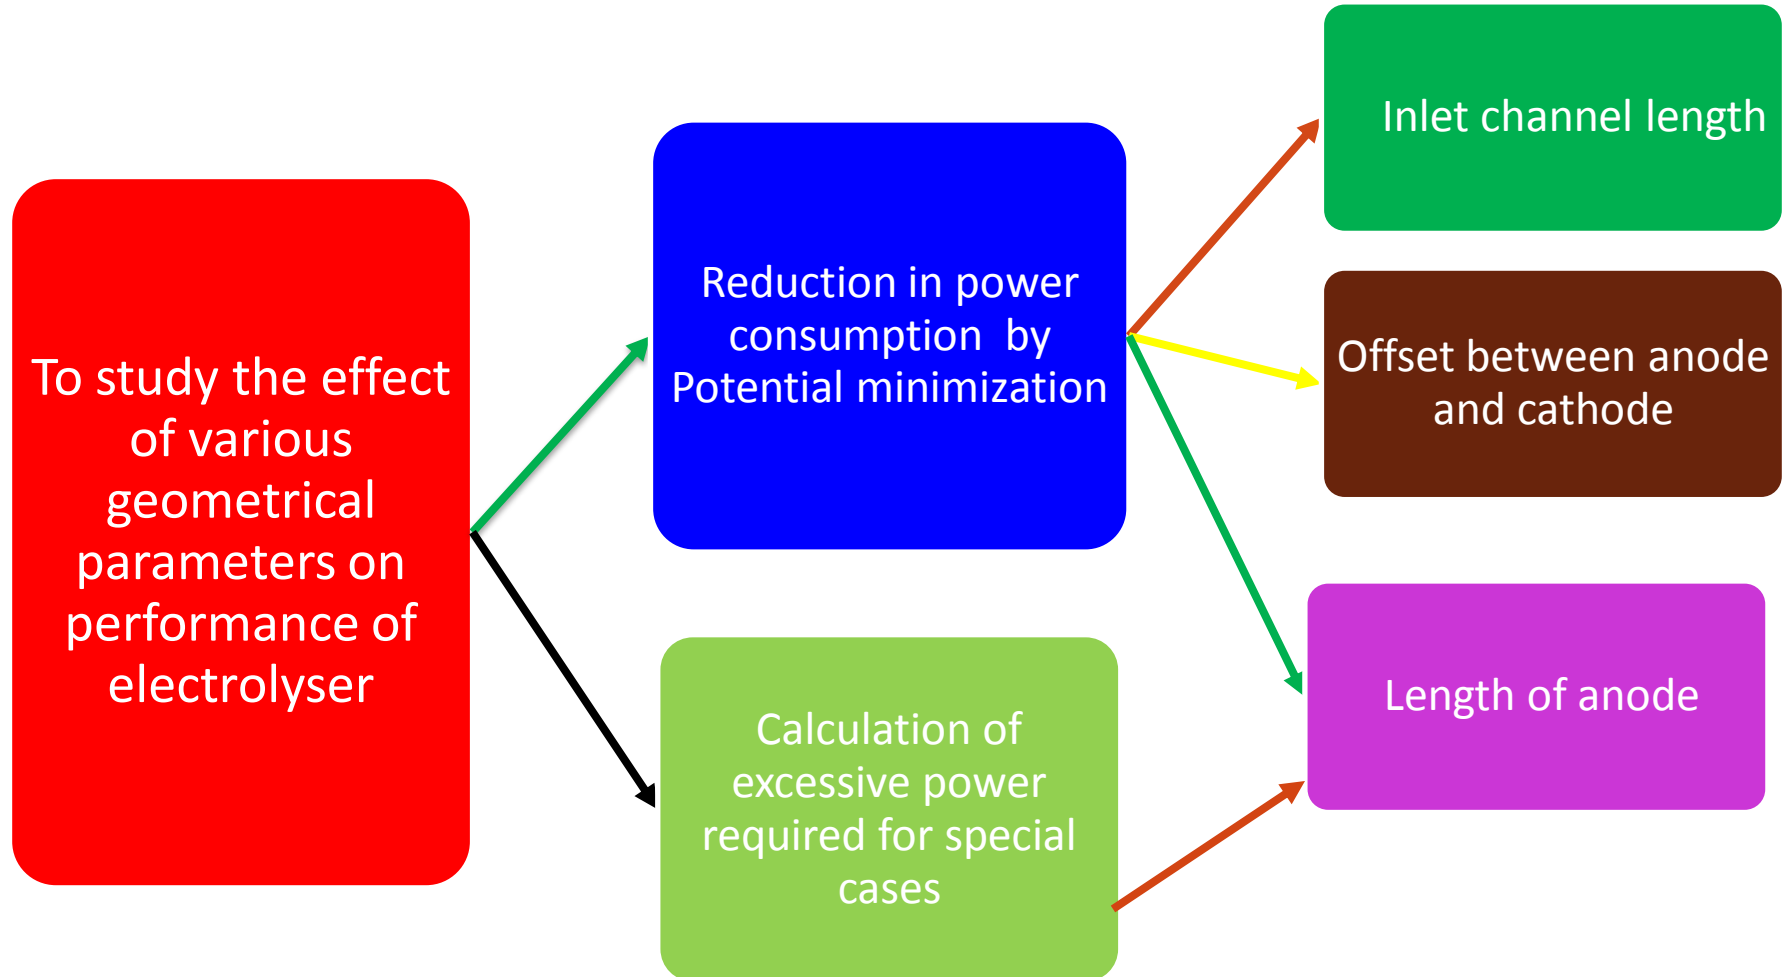 To study the effect
of various
geometrical
parameters on
performance of
electrolyser
Reduction in power
consumption by
Potential minimization
Calculation of
excessive power
required for special
cases
Inlet channel length
Offset between anode
and cathode
Length of anode